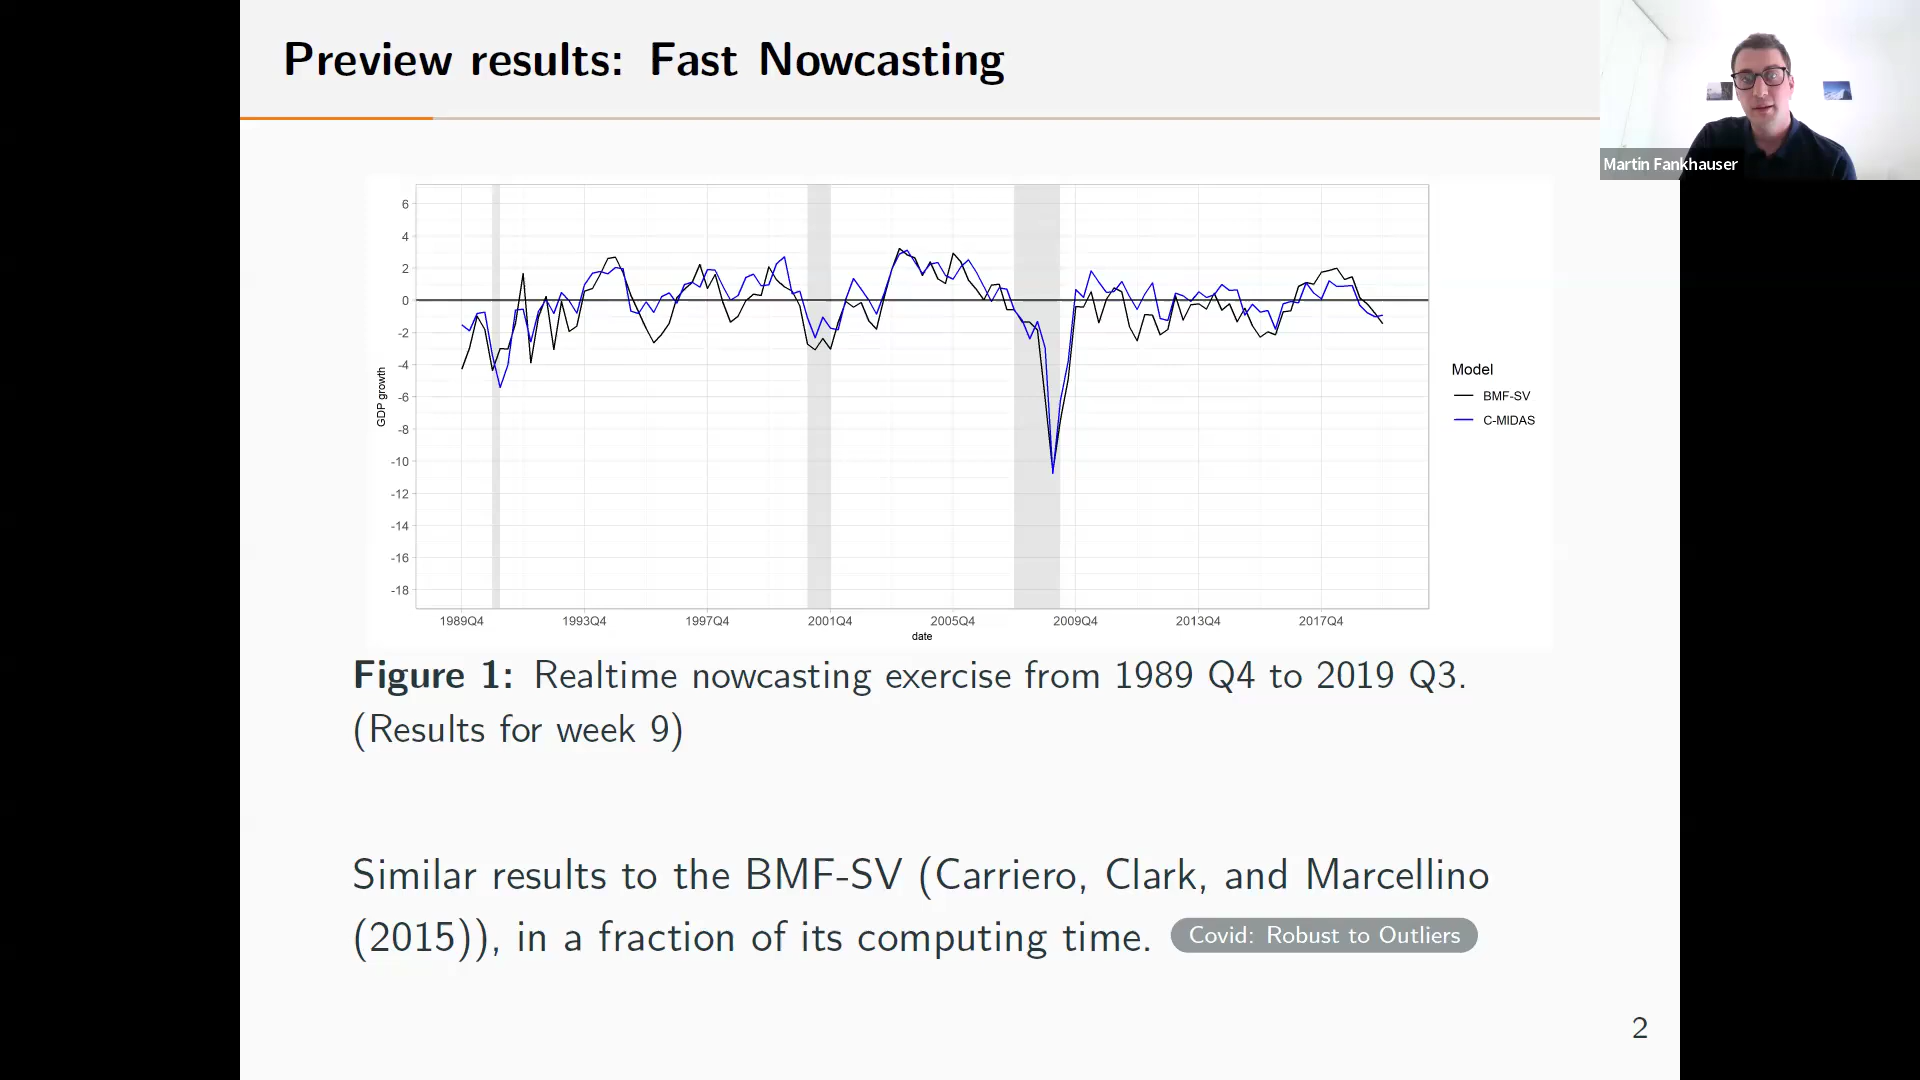 Preview results: Fast Nowcasting
Martin Fankhauser
6
4
2
0
-2
-4
-6
-8
-10
-12
-14
-16
-18
GDP growth
1989Q4 1993Q4 1997Q4 2001Q4 2005Q4 2009Q4 2013Q4 2017Q4
date
Model
BMF-SV
C-MIDAS
Figure 1: Realtime nowcasting exercise from 1989 Q4 to 2019 Q3.
(Results for week 9)
Similar results to the BMF-SV (Carriero, Clark, and Marcellino
(2015)), in a fraction of its computing time. Covid: Robust to Outliers
2